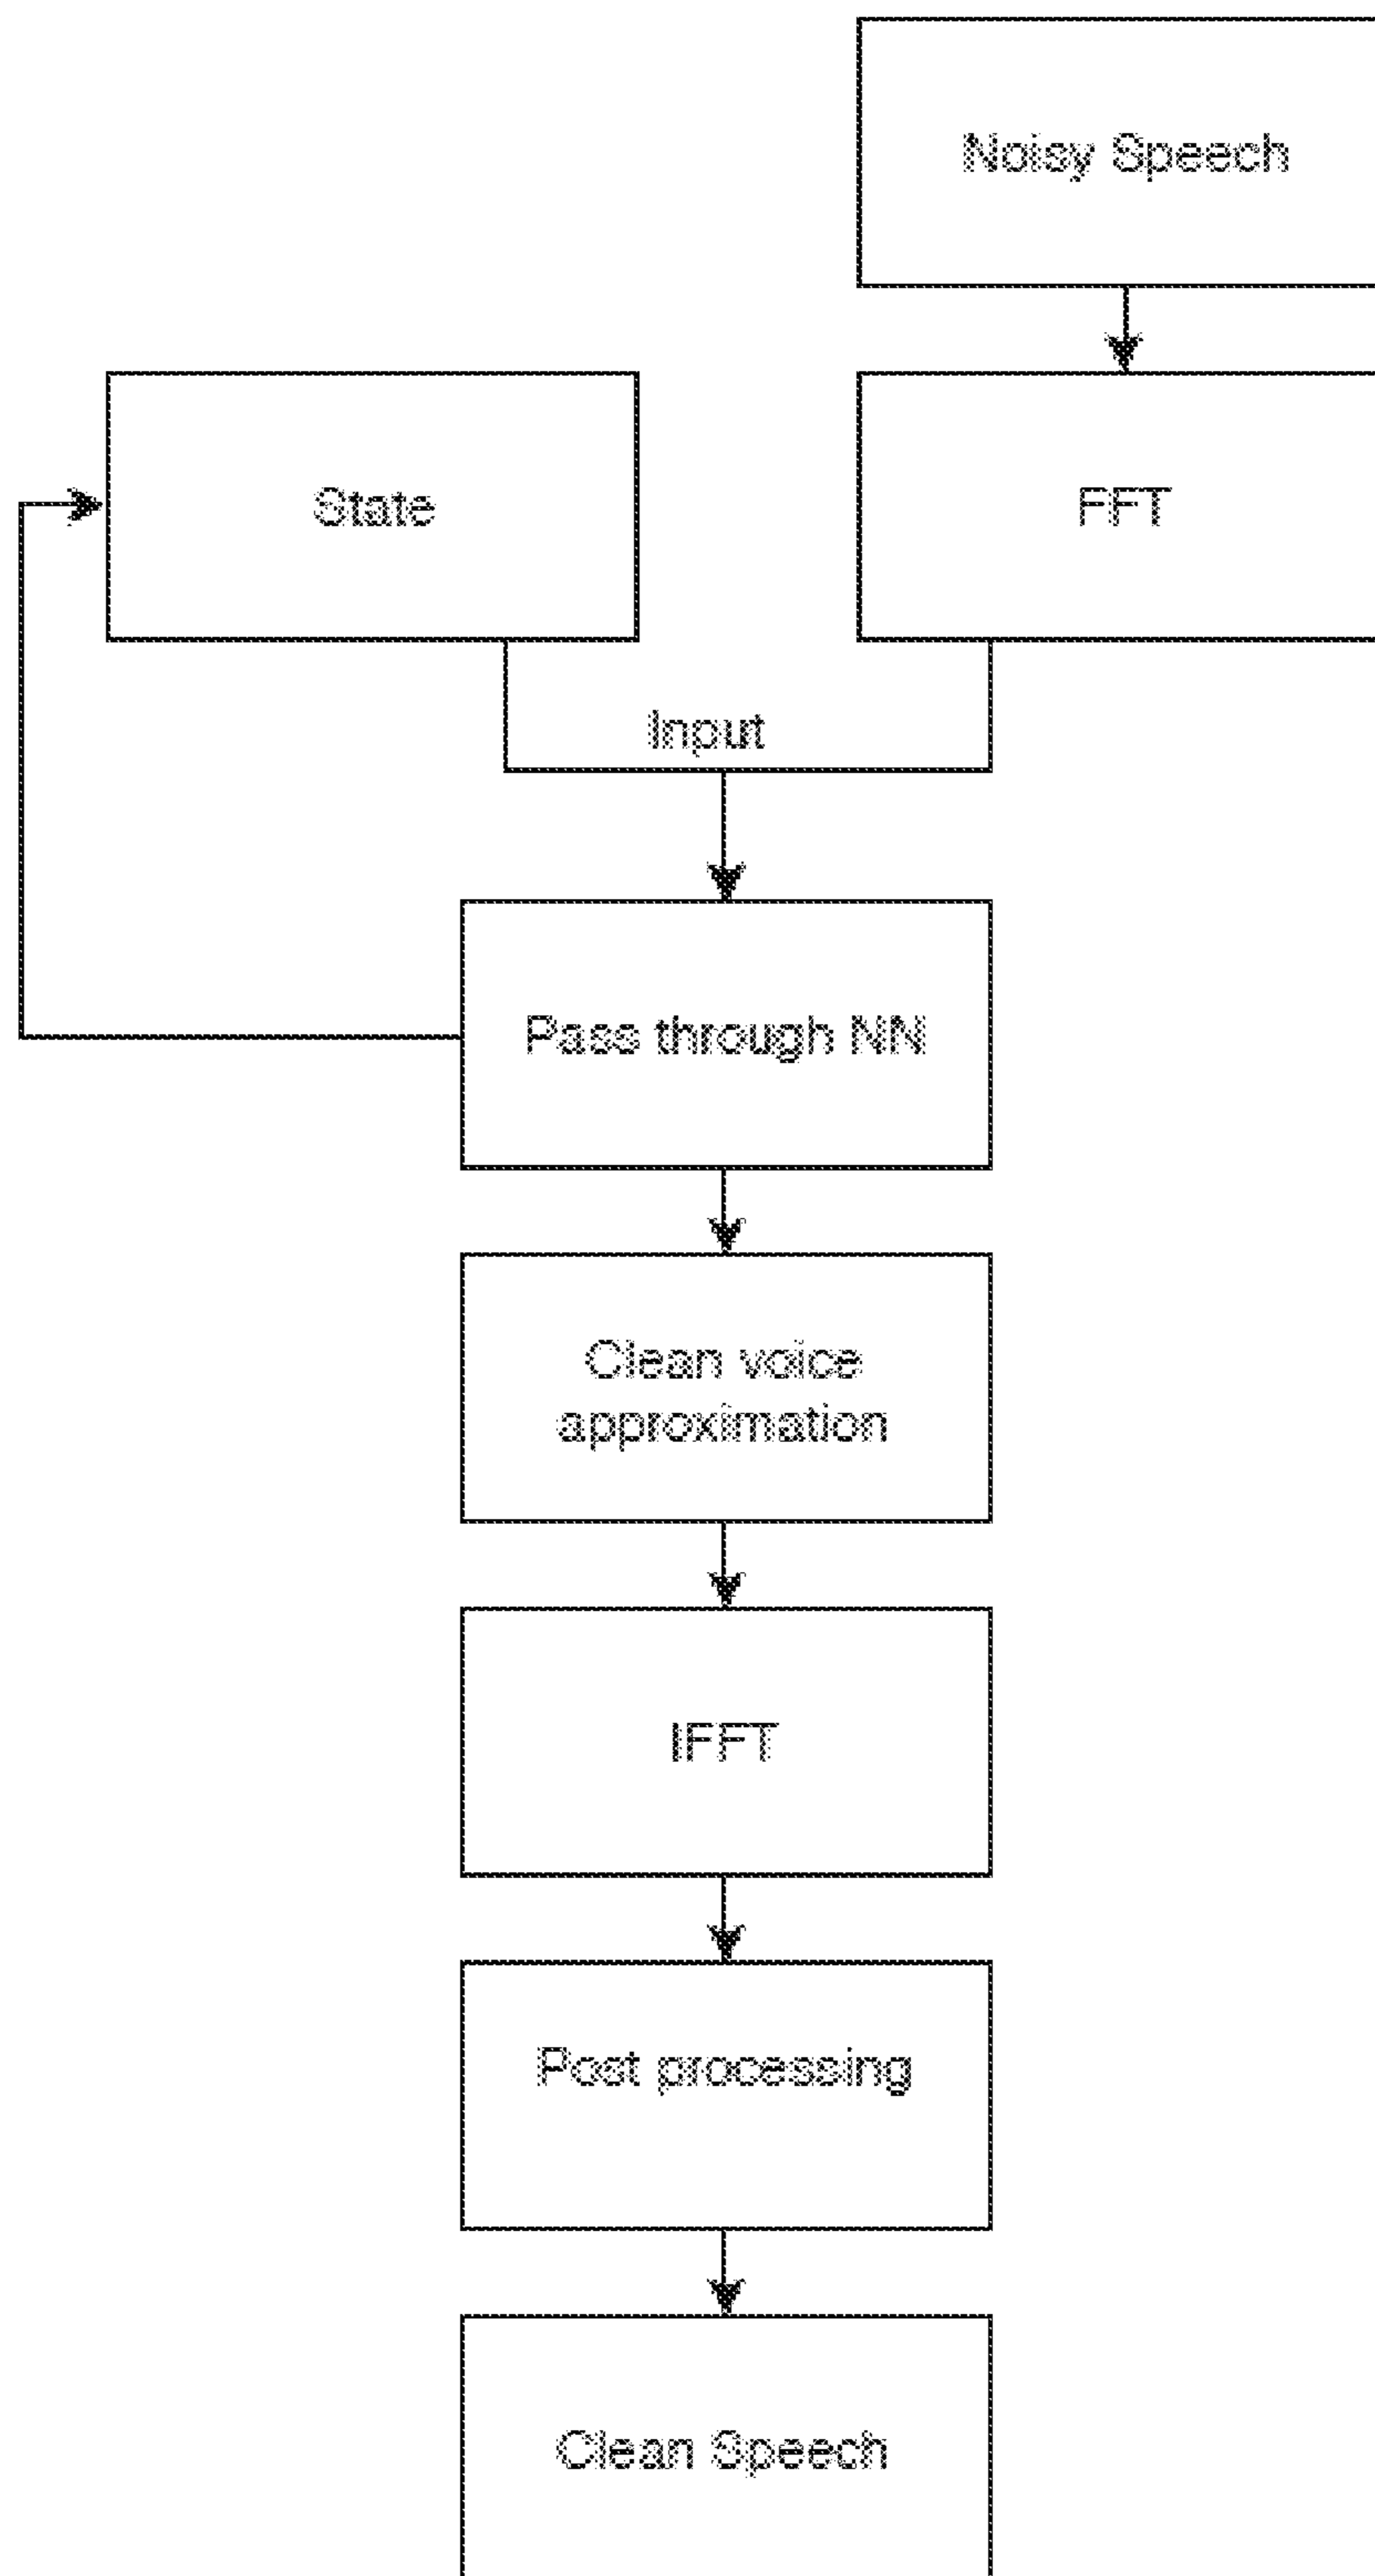 Noisy Speech
State
FFT
Input
Pass through NN
Clean voice
approximation
IFFT
Post processing
Clean Speech